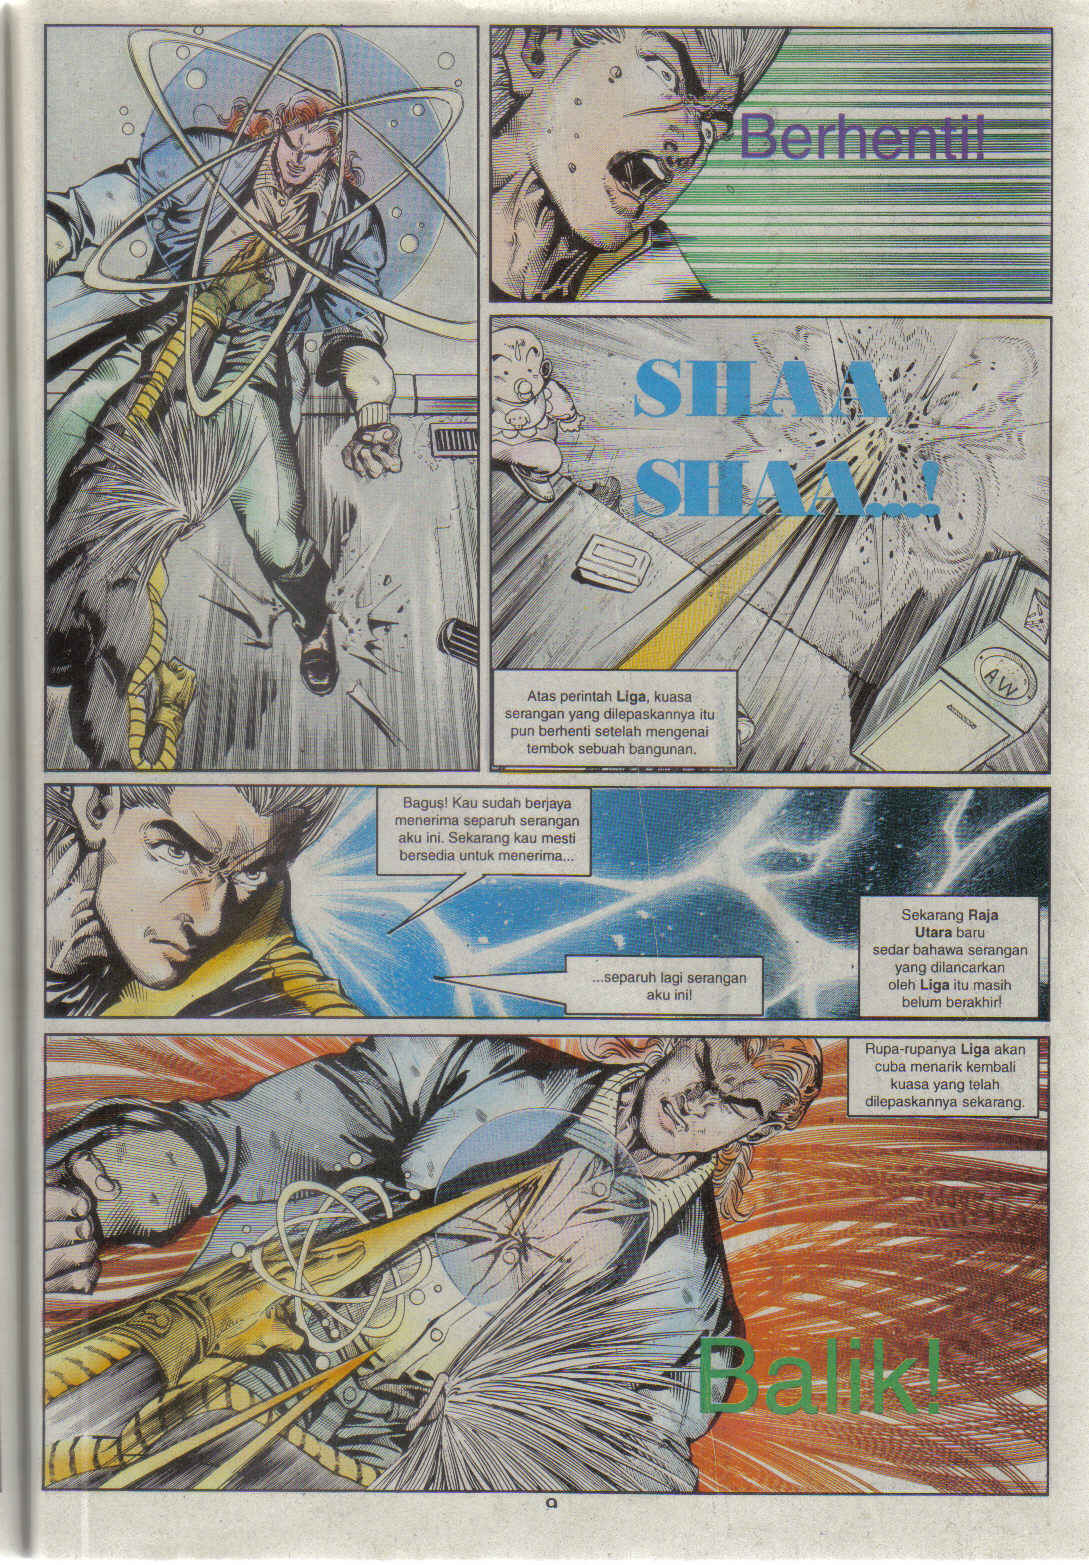 Berhenti!
SHAA
SHAA....!
A W
Atas perintah Liga, kuasa
serangan yang dilepaskannya itu
pun berhenti setelah mengenai
tembok sebuah bangunan.
Bagus! Kau sudah berjaya
menerima separuh serangan
aku ini. Sekarang kau mesti
bersedia untuk menerima...
...separuh lagi serangan
aku ini!
Sekarang Raja
Utara baru
sedar bahawa serangan
yang dilancarkan
oleh Liga itu masih
belum berakhir!
Rupa-rupanya Liga akan
cuba menarik kembali
kuasa yang telah
dilepaskannya sekarang.
Balik!
9